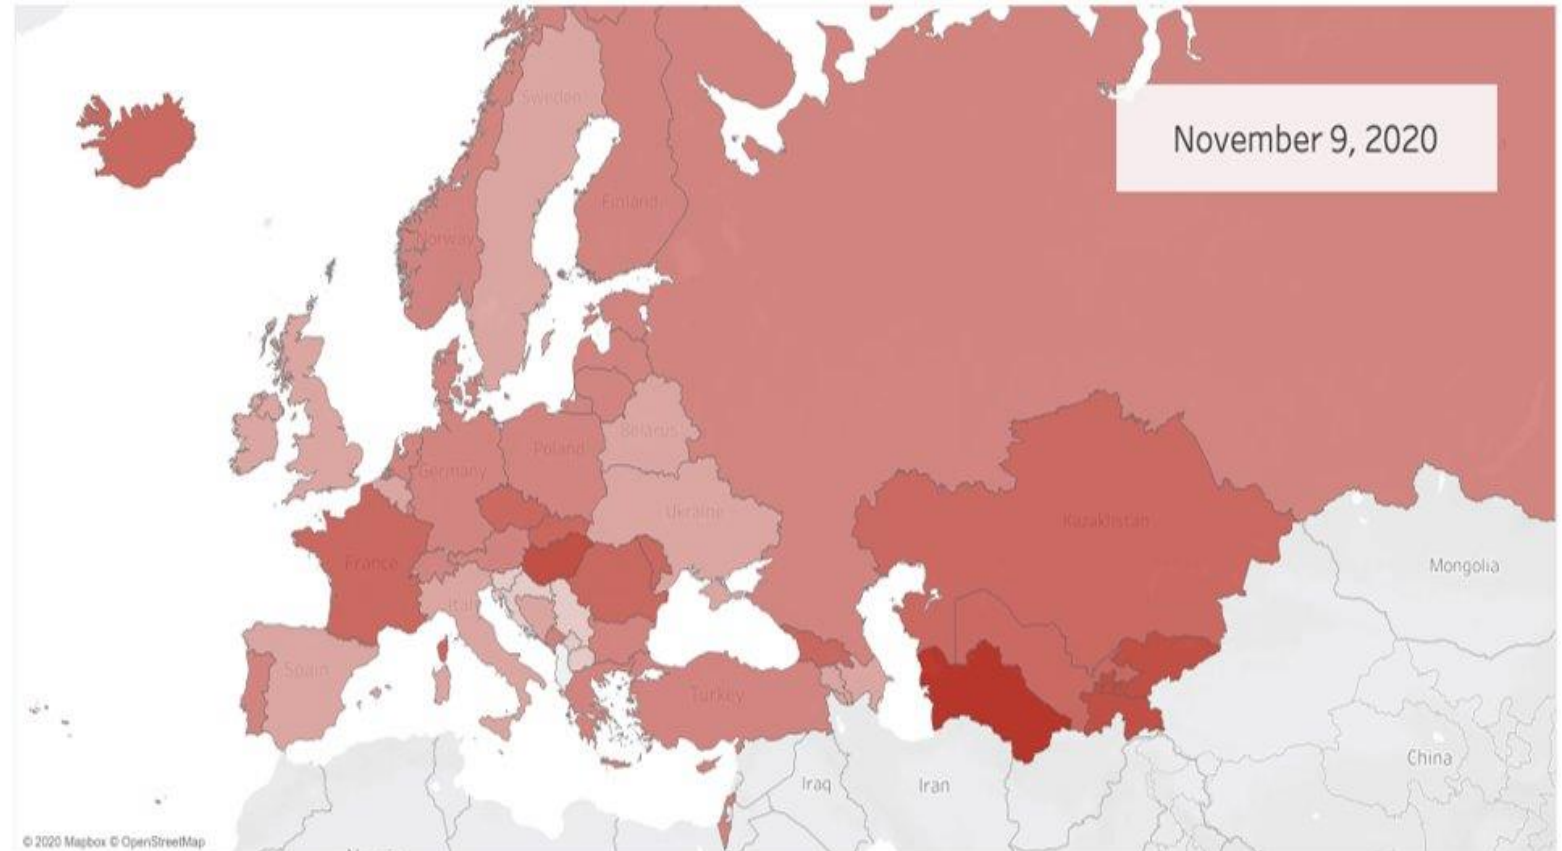 Sweden
November 9, 2020
Finland
Norway
Belarus
Poland
Germany
Ukraine
Kazakhstan
France
Mongolia
Ital
Spain
Turkey
China
Iraq
Iran
© 2020 Mapbox © OpenStreetMap